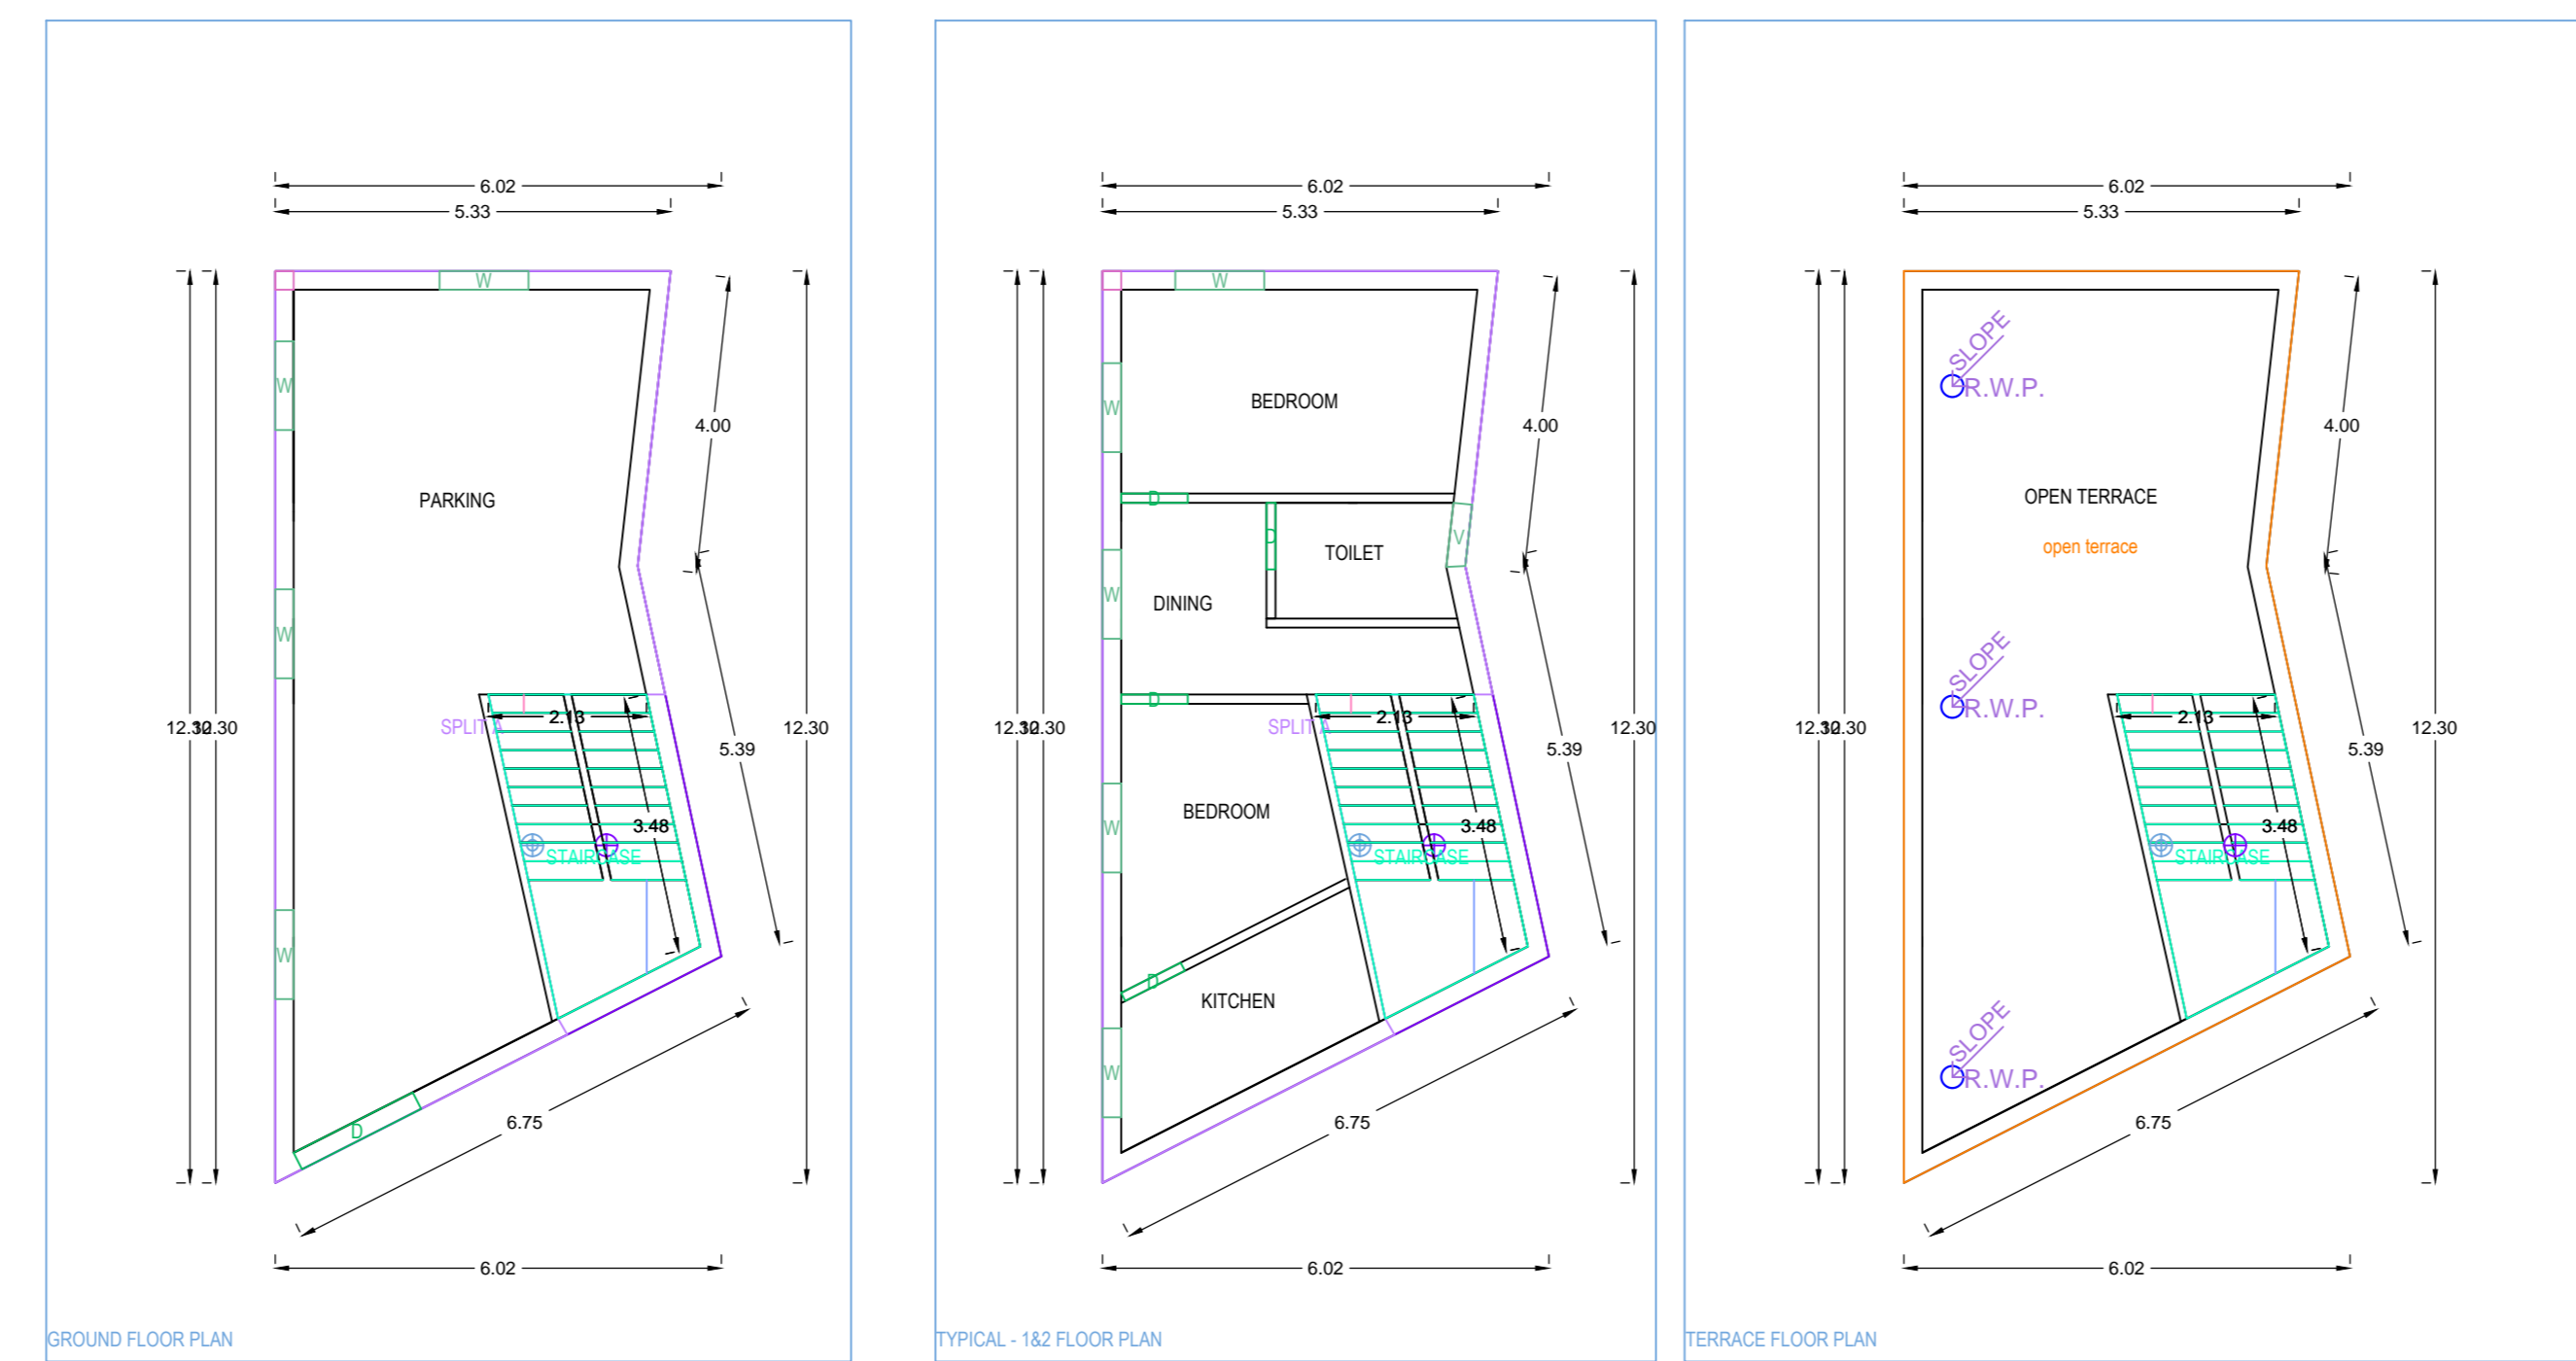 6.02
5.33
W
W
4.00
PARKING
W
2.13
SPLIT A
12.30
12.30
12.30
5.39
3.48
STAIRCASE
W
D
6.75
6.02
GROUND FLOOR PLAN
6.02
5.33
W
BEDROOM
W
4.00
D
D
V
TOILET
W
DINING
D
2.13
SPLIT A
12.30
12.30
12.30
5.39
BEDROOM
W
3.48
STAIRCASE
D
KITCHEN
W
6.75
6.02
TYPICAL - 1&2 FLOOR PLAN
6.02
5.33
SLOPE
R.W.P.
4.00
OPEN TERRACE
open terrace
SLOPE
R.W.P.
2.13
12.30
12.30
12.30
5.39
3.48
STAIRCASE
SLOPE
R.W.P.
6.75
6.02
TERRACE FLOOR PLAN